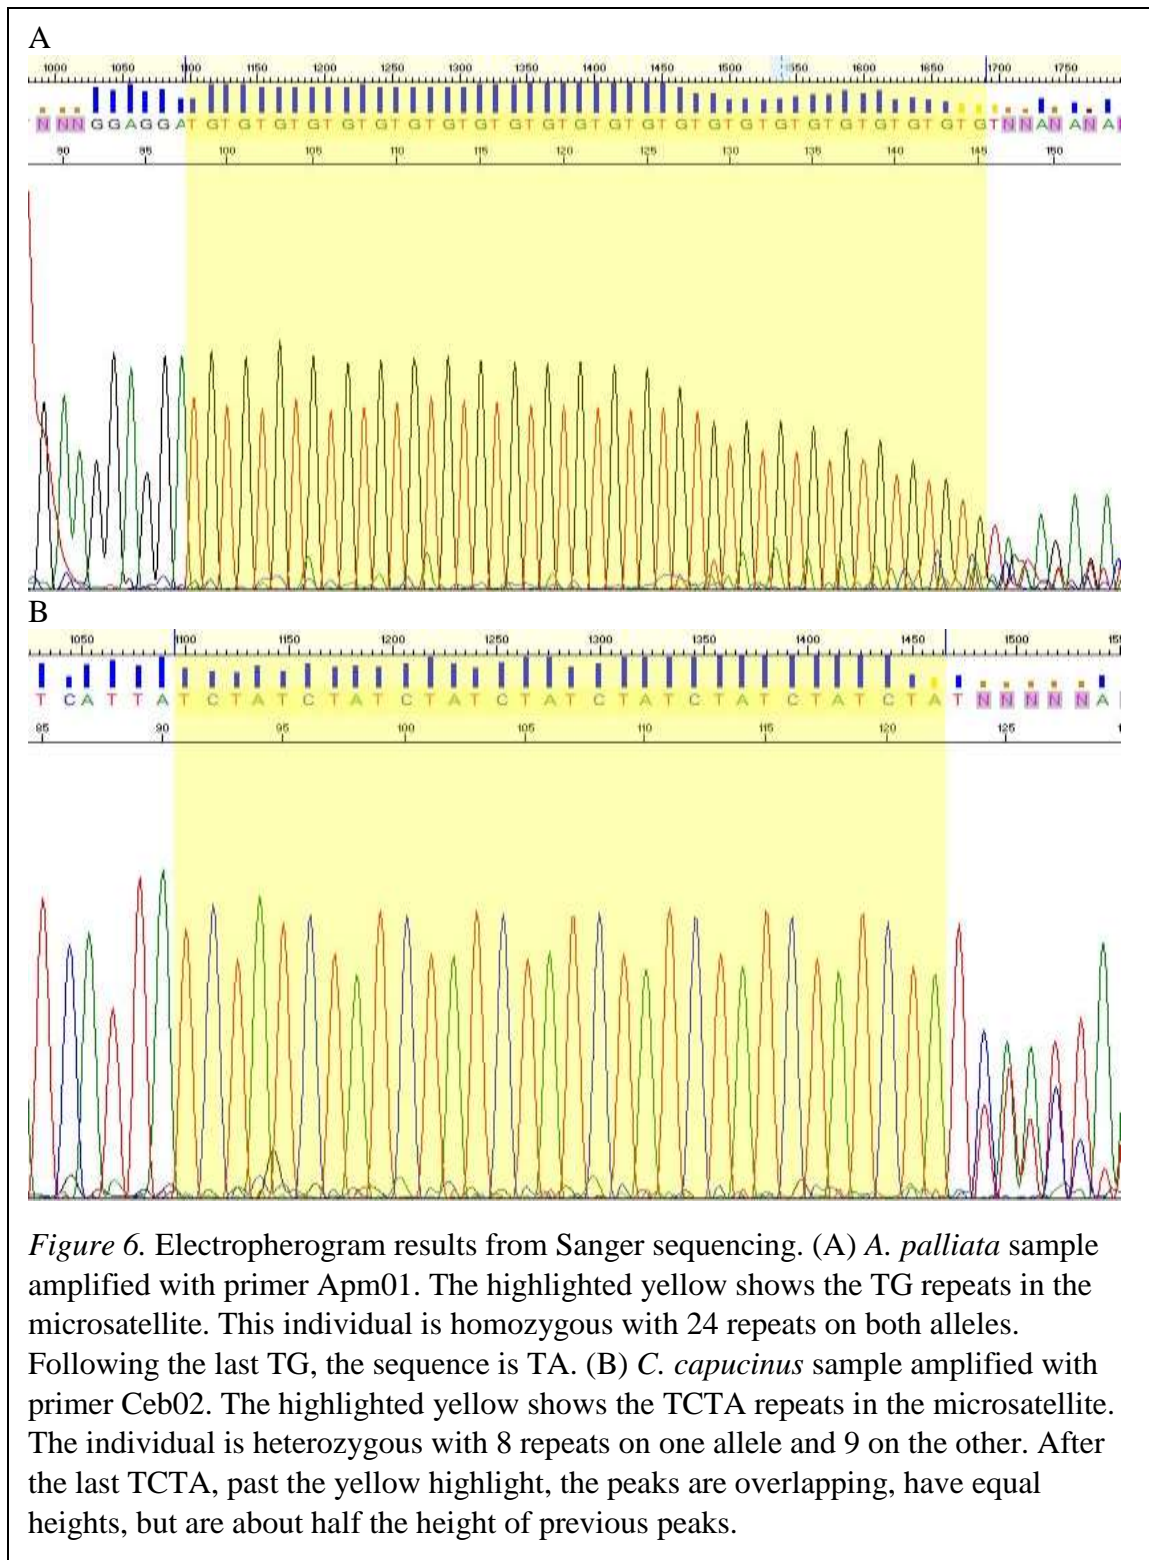 A
1000 1050 1100 1150 1200 1250 1300 1350 1400 1450 1500 1550 1600 1650 1700 1750
N N N G G A G G A T G T G T G T G T G T G T G T G T G T G T G T G T G T G T G T G T G T G T G T G T G T G T G T G T N N A N A N A
90 95 100 105 110 115 120 125 130 135 140 145 150
B
1050 1100 1150 1200 1250 1300 1350 1400 1450 1500
T C A T T A T C T A T C T A T C T A T C T A T C T A T C T A T C T A T C T A T N N N N N A
85 90 95 100 105 110 115 120 125
Figure 6. Electropherogram results from Sanger sequencing. (A) A. palliata sample
amplified with primer Apm01. The highlighted yellow shows the TG repeats in the
microsatellite. This individual is homozygous with 24 repeats on both alleles.
Following the last TG, the sequence is TA. (B) C. capucinus sample amplified with
primer Ceb02. The highlighted yellow shows the TCTA repeats in the microsatellite.
The individual is heterozygous with 8 repeats on one allele and 9 on the other. After
the last TCTA, past the yellow highlight, the peaks are overlapping, have equal
heights, but are about half the height of previous peaks.